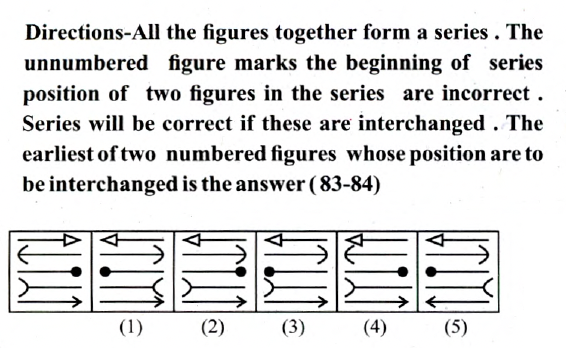 Directions-All the figures together form a series . The
unnumbered figure marks the beginning of series
position of two figures in the series are incorrect .
Series will be correct if these are interchanged . The
earliest of two numbered figures whose position are to
be interchanged is the answer ( 83-84)
(1) (2) (3) (4) (5)